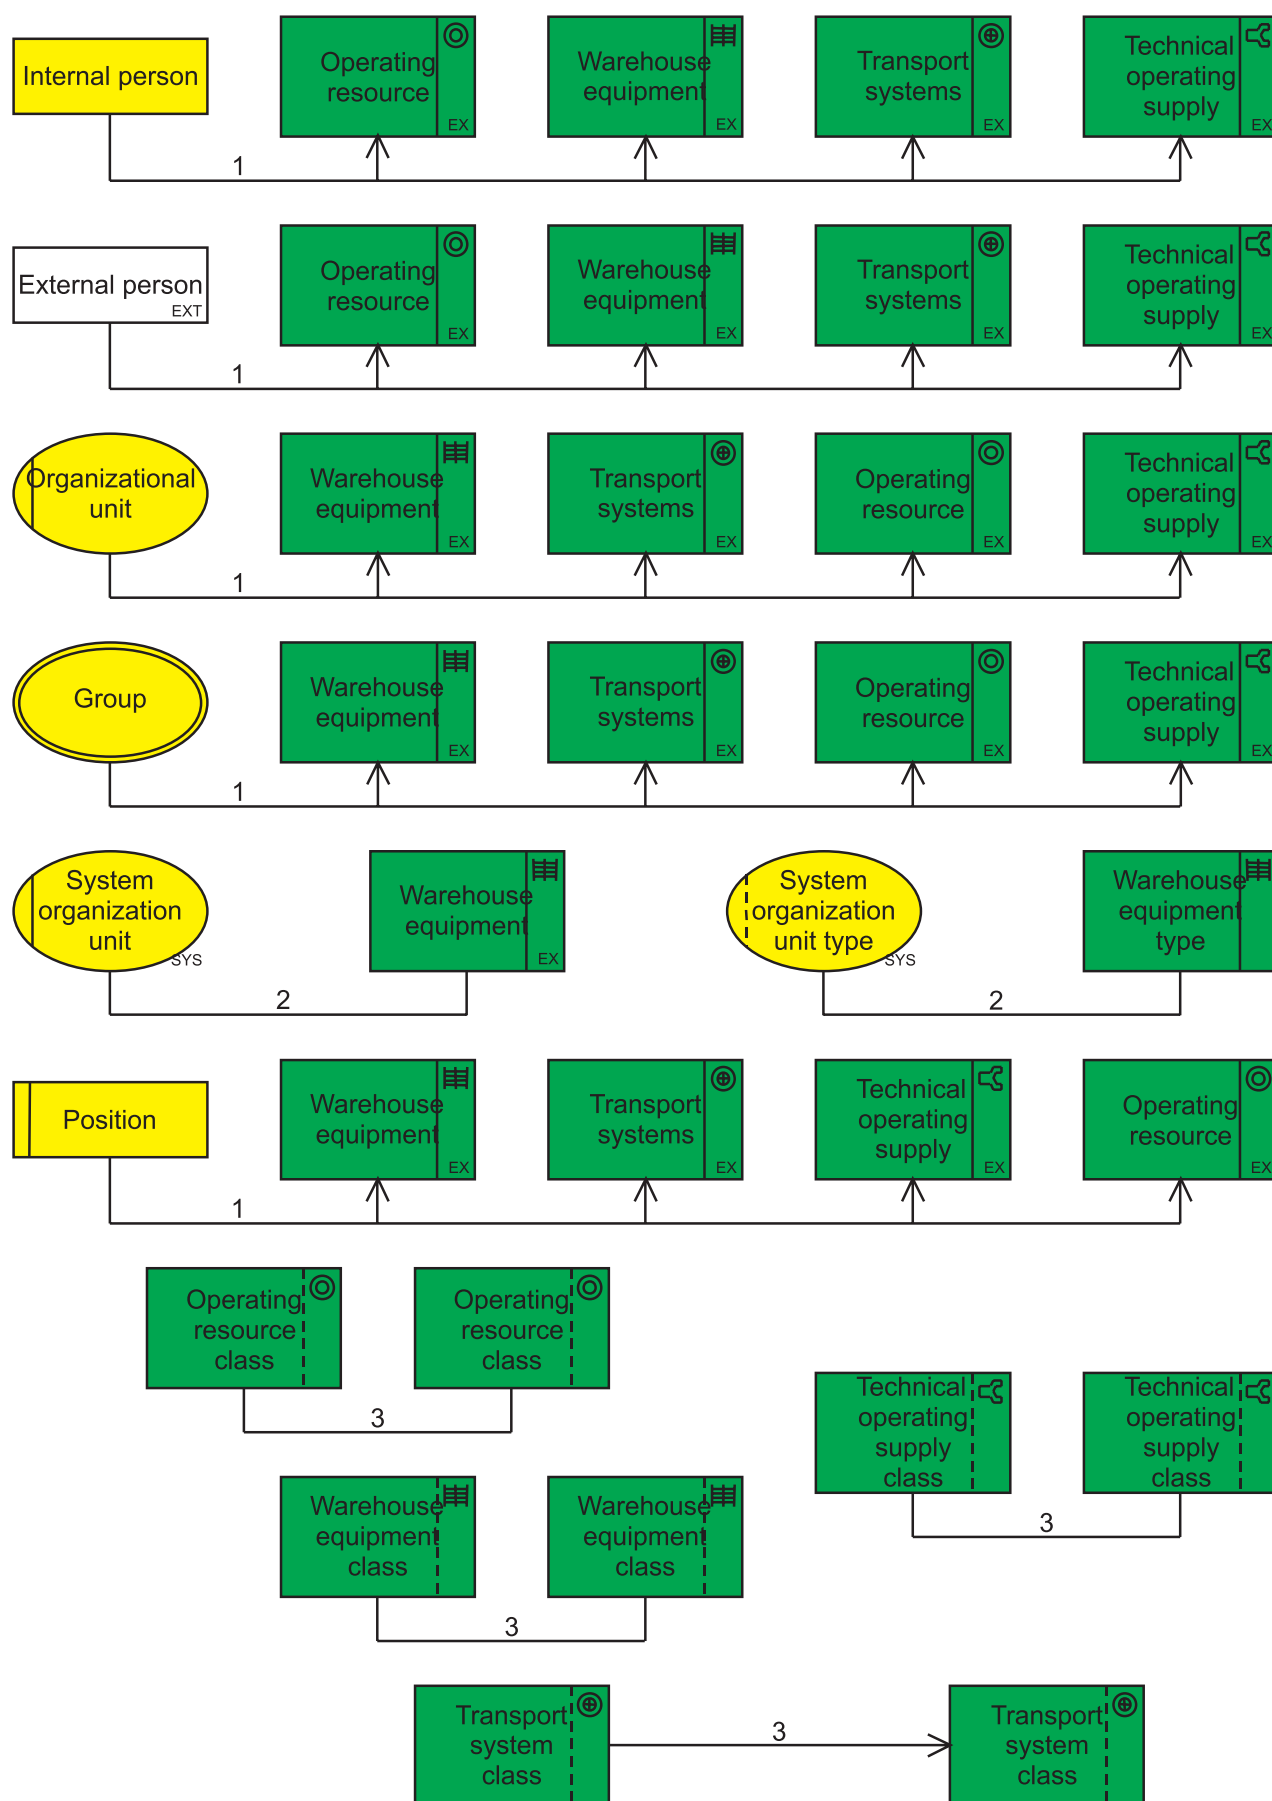 Internal person
Operating
resource
EX
Warehouse
equipment
EX
Transport
systems
EX
Technical
operating
supply
EX
1
External person
EXT
Operating
resource
EX
Warehouse
equipment
EX
Transport
systems
EX
Technical
operating
supply
EX
1
Organizational
unit
Warehouse
equipment
EX
Transport
systems
EX
Operating
resource
EX
Technical
operating
supply
EX
1
Group
Warehouse
equipment
EX
Transport
systems
EX
Operating
resource
EX
Technical
operating
supply
EX
1
System
organization
unit
SYS
Warehouse
equipment
EX
2
System
organization
unit type
SYS
Warehouse
equipment
type
2
Position
Warehouse
equipment
EX
Transport
systems
EX
Technical
operating
supply
EX
Operating
resource
EX
1
Operating
resource
class
Operating
resource
class
3
Technical
operating
supply
class
Technical
operating
supply
class
3
Warehouse
equipment
class
Warehouse
equipment
class
3
Transport
system
class
3
Transport
system
class